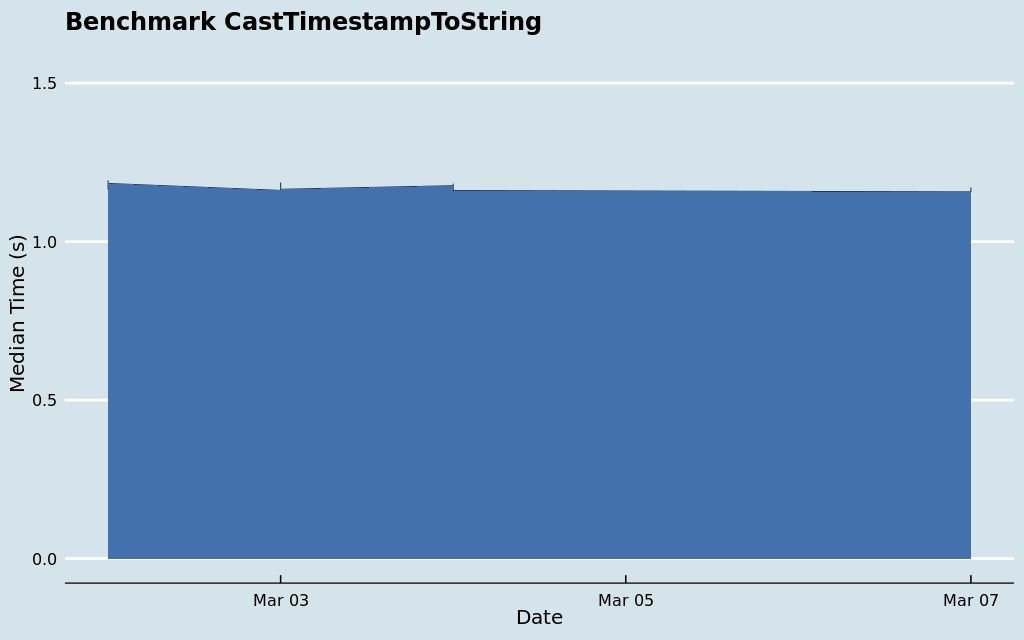 Benchmark CastTimestampToString
1.5
1.0
0.5
0.0
Median Time (s)
Mar 03
Mar 05
Mar 07
Date